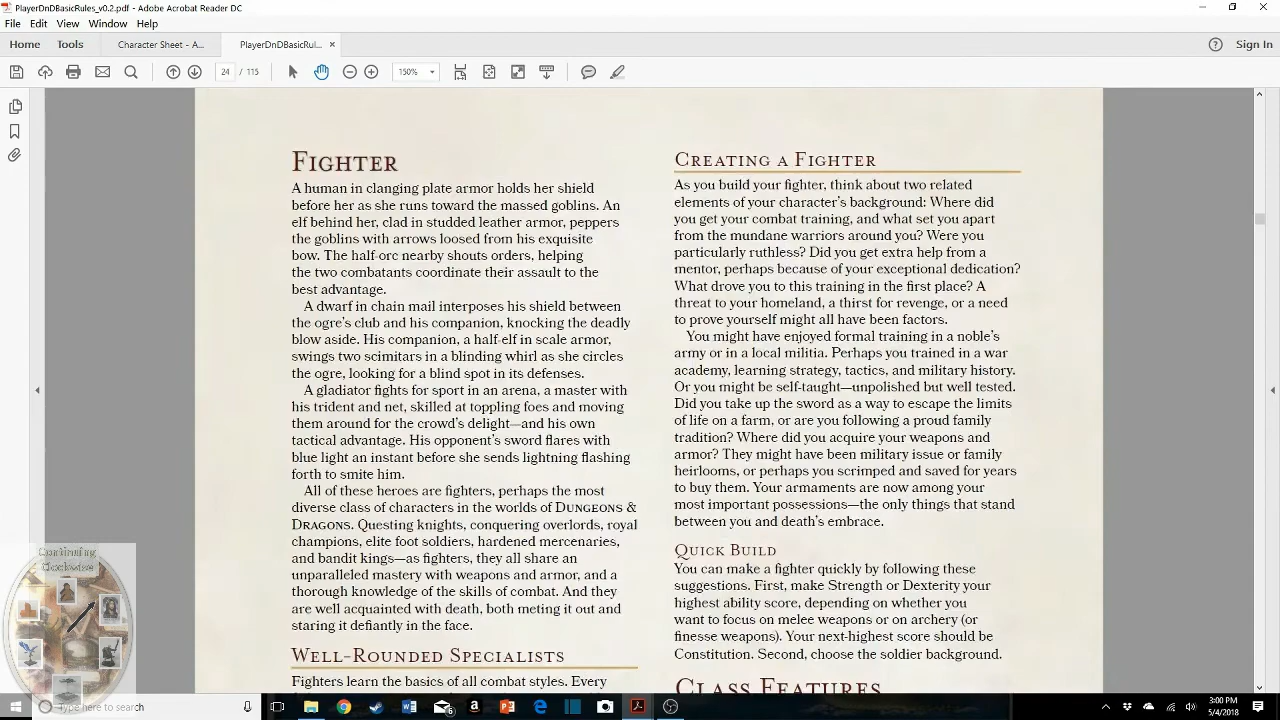 PlayerDnDBasicRules_v0.2.pdf - Adobe Acrobat Reader DC
File Edit View Window Help
Home Tools Character Sheet - A... PlayerDnDBasicRul... × Sign In
24 / 115 150%
FIGHTER
A human in clanging plate armor holds her shield
before her as she runs toward the massed goblins. An
elf behind her, clad in studded leather armor, peppers
the goblins with arrows loosed from his exquisite
bow. The half-orc nearby shouts orders, helping
the two combatants coordinate their assault to the
best advantage.
A dwarf in chain mail interposes his shield between
the ogre's club and his companion, knocking the deadly
blow aside. His companion, a half-elf in scale armor,
swings two scimitars in a blinding whirl as she circles
the ogre, looking for a blind spot in its defenses.
A gladiator fights for sport in an arena, a master with
his trident and net, skilled at toppling foes and moving
them around for the crowd's delight—and his own
tactical advantage. His opponent's sword flares with
blue light an instant before she sends lightning flashing
forth to smite him.
All of these heroes are fighters, perhaps the most
diverse class of characters in the worlds of DUNGEONS &
DRAGONS. Questing knights, conquering overlords, royal
champions, elite foot soldiers, hardened mercenaries,
and bandit kings—as fighters, they all share an
unparalleled mastery with weapons and armor, and a
thorough knowledge of the skills of combat. And they
are well acquainted with death, both meting it out and
staring it defiantly in the face.
WELL-ROUNDED SPECIALISTS
Fighters learn the basics of all combat styles. Every
CREATING A FIGHTER
As you build your fighter, think about two related
elements of your character's background: Where did
you get your combat training, and what set you apart
from the mundane warriors around you? Were you
particularly ruthless? Did you get extra help from a
mentor, perhaps because of your exceptional dedication?
What drove you to this training in the first place? A
threat to your homeland, a thirst for revenge, or a need
to prove yourself might all have been factors.
You might have enjoyed formal training in a noble's
army or in a local militia. Perhaps you trained in a war
academy, learning strategy, tactics, and military history.
Or you might be self-taught—unpolished but well tested.
Did you take up the sword as a way to escape the limits
of life on a farm, or are you following a proud family
tradition? Where did you acquire your weapons and
armor? They might have been military issue or family
heirlooms, or perhaps you scrimped and saved for years
to buy them. Your armaments are now among your
most important possessions—the only things that stand
between you and death's embrace.
QUICK BUILD
You can make a fighter quickly by following these
suggestions. First, make Strength or Dexterity your
highest ability score, depending on whether you
want to focus on melee weapons or on archery (or
finesse weapons). Your next-highest score should be
Constitution. Second, choose the soldier background.
CLASS FEATURES
Continuing
Clockwise
Type here to search
3:00 PM
5/4/2018